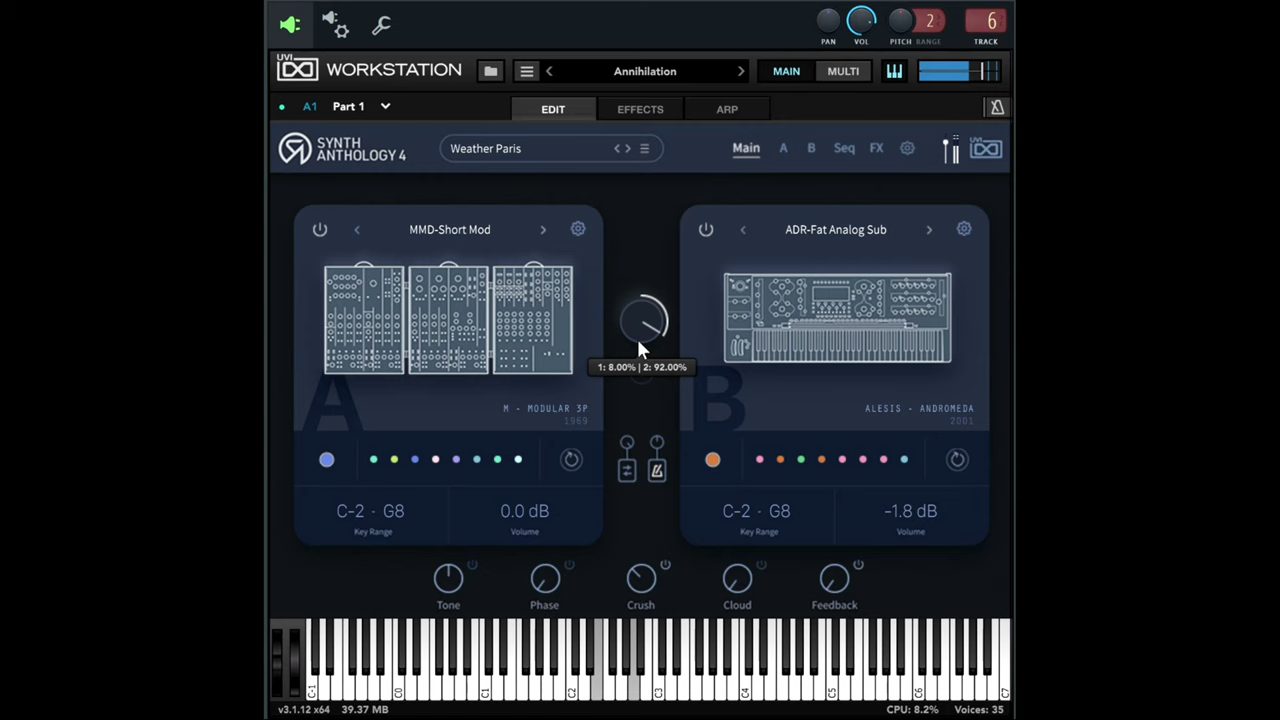 2
6
PAN
VOL
PITCH RANGE
TRACK
UVI
WORKSTATION
Annihilation
MAIN
MULTI
A1 Part 1
EDIT
EFFECTS
ARP
SYNTH
ANTHOLOGY 4
Weather Paris
Main
A
B
Seq
FX
MMD-Short Mod
ADR-Fat Analog Sub
1: 8.00% | 2: 92.00%
A
B
M - MODULAR 3P
1969
ALESIS - ANDROMEDA
2001
C-2 - G8
Key Range
0.0 dB
Volume
C-2 - G8
Key Range
-1.8 dB
Volume
Tone
Phase
Crush
Cloud
Feedback
C-1
C0
C1
C2
C3
C4
C5
C6
C7
v3.1.12 x64
39.37 MB
CPU: 8.2%
Voices: 35